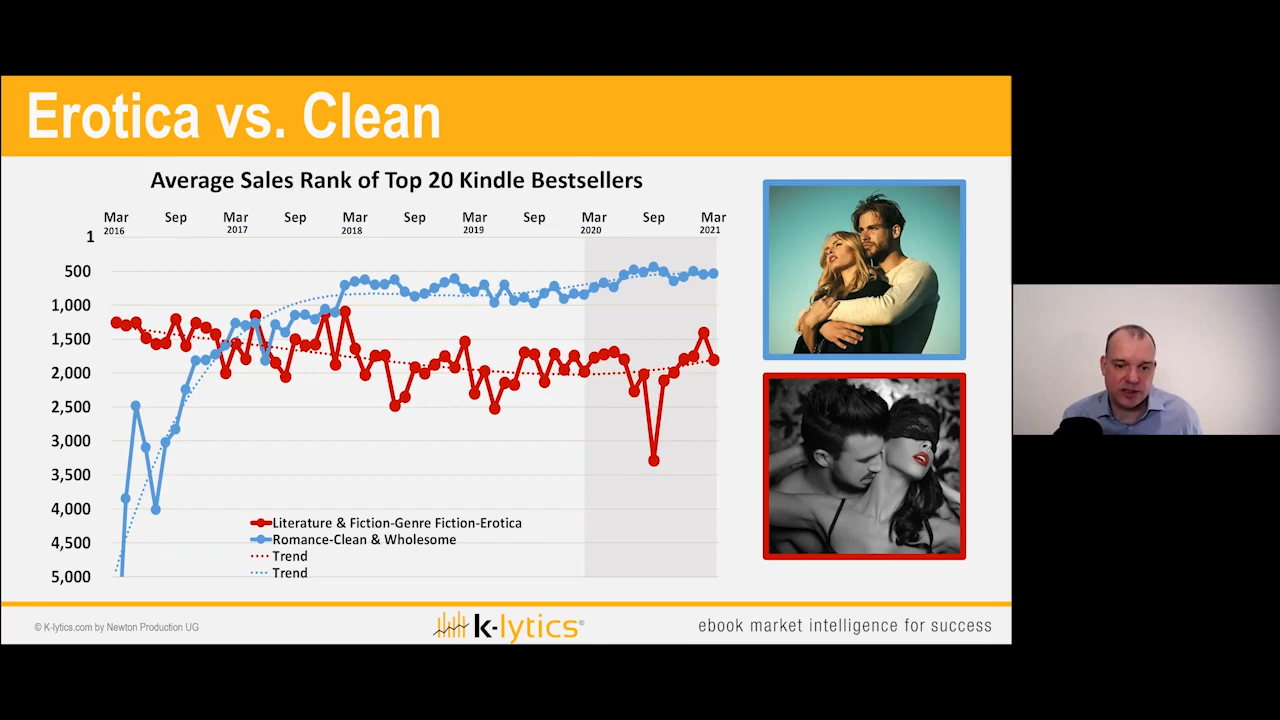 Erotica vs. Clean
Average Sales Rank of Top 20 Kindle Bestsellers
Mar Sep Mar Sep Mar Sep Mar Sep Mar Sep Mar
2016 2017 2018 2019 2020 2021
1
500
1,000
1,500
2,000
2,500
3,000
3,500
4,000
4,500
5,000
Literature & Fiction-Genre Fiction-Erotica
Romance-Clean & Wholesome
Trend
Trend
© K-lytics.com by Newton Production UG
k-lytics®
ebook market intelligence for success